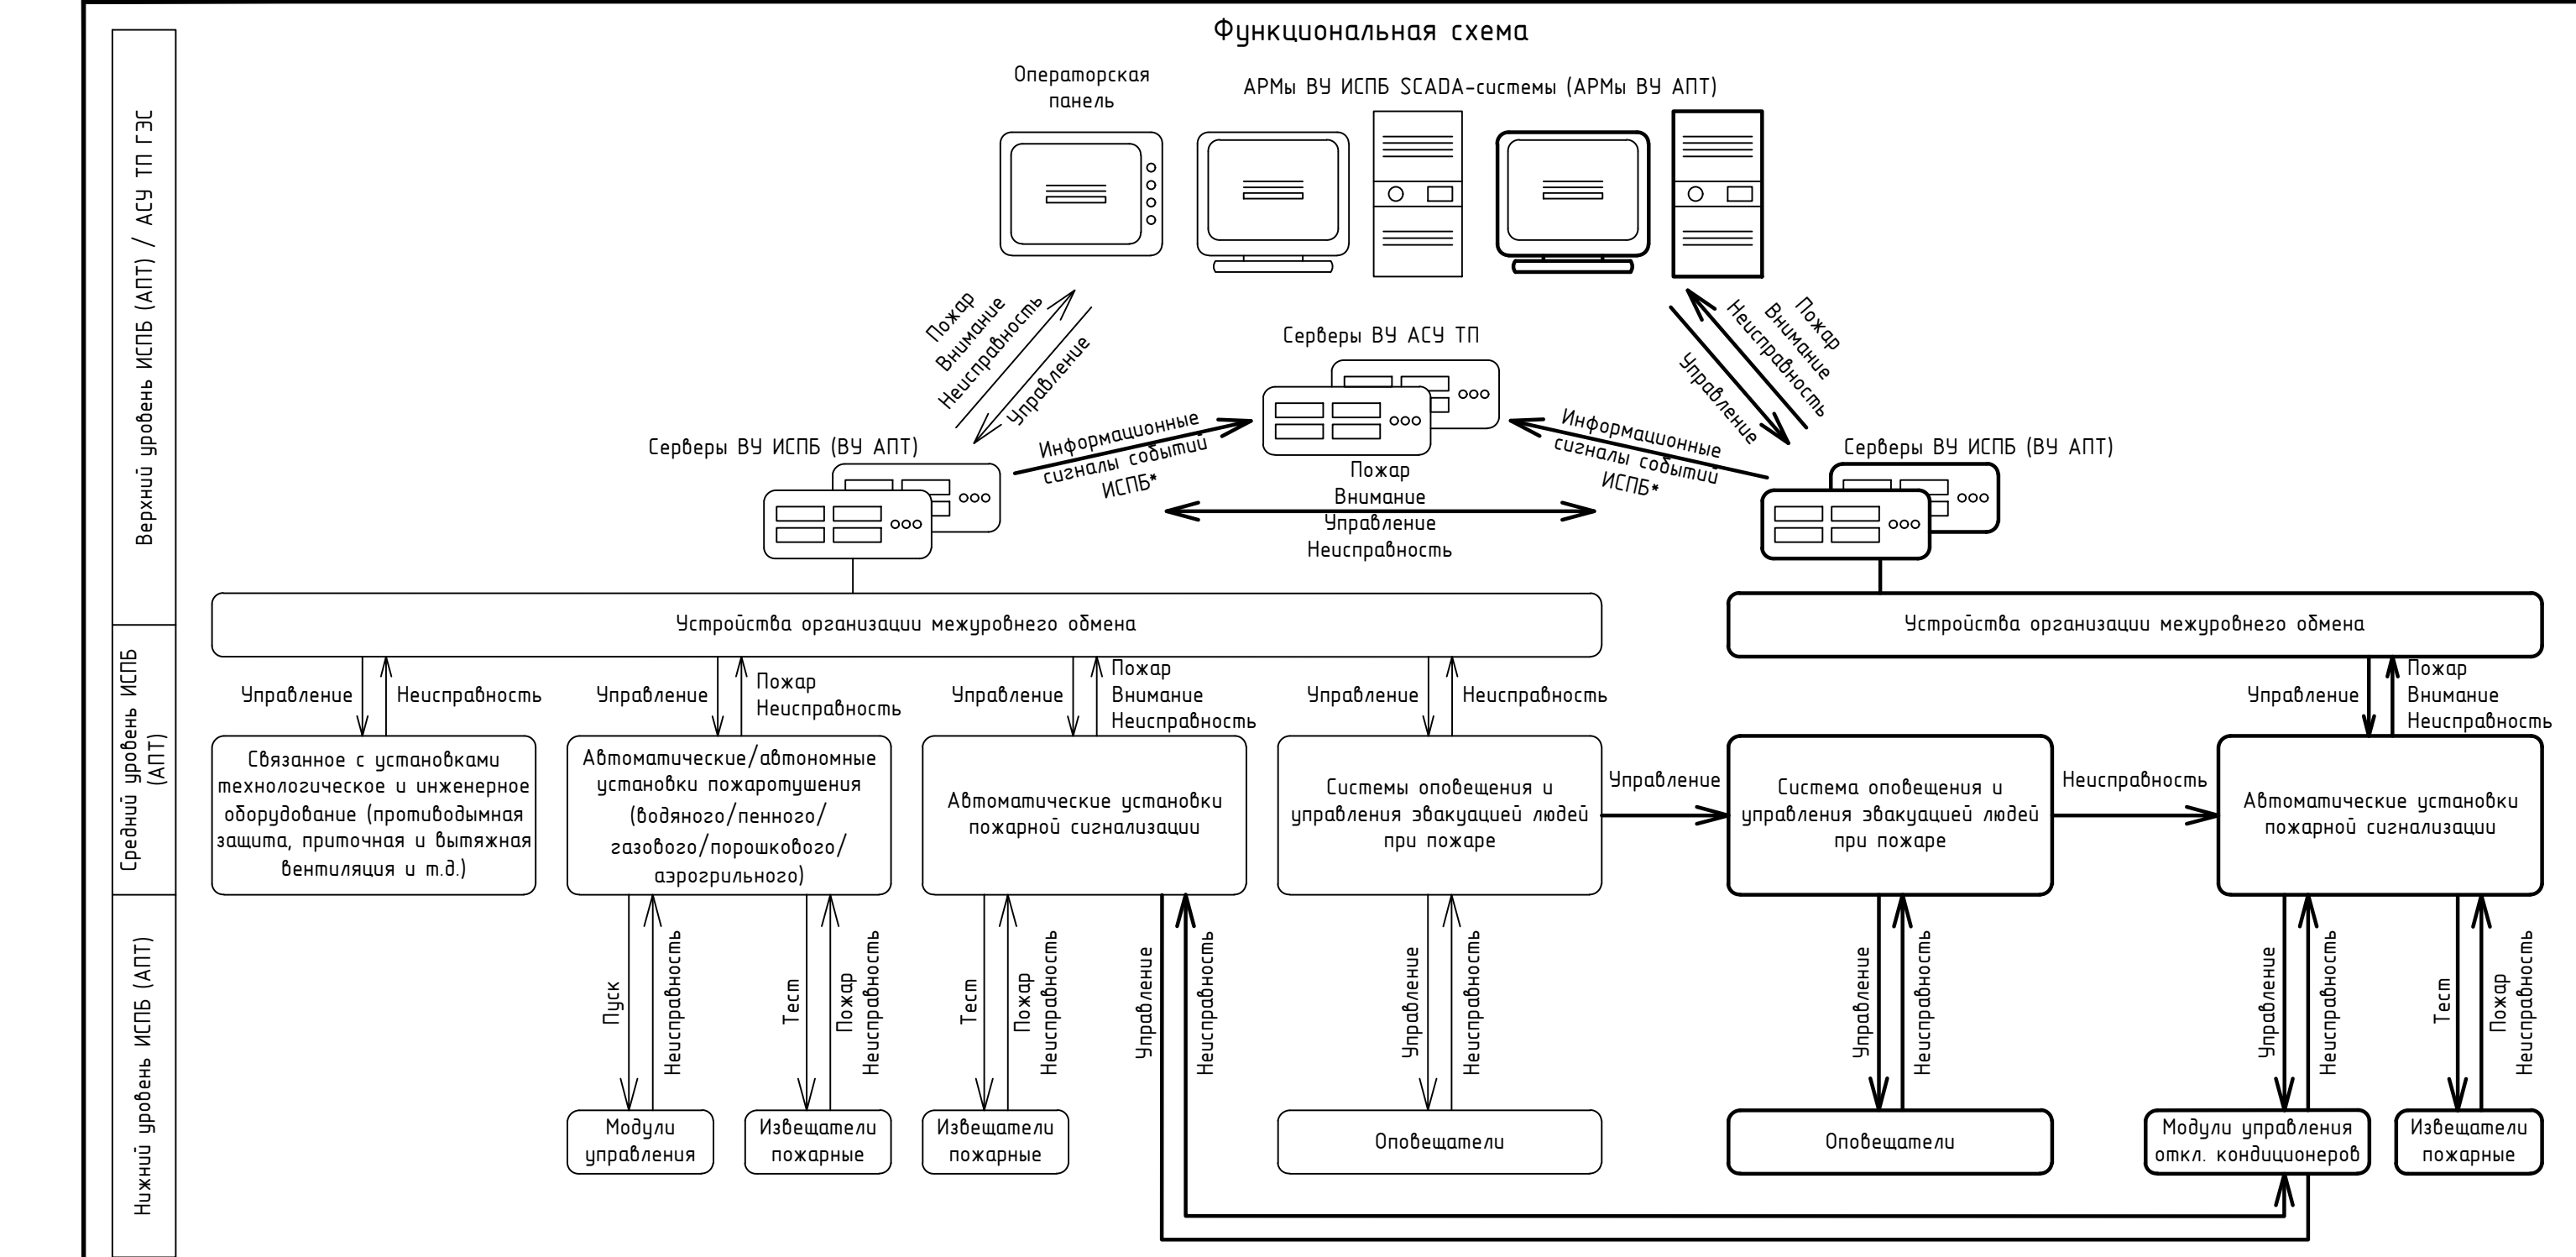 Функциональная схема
Операторская
панель
АРМы ВУ ИСПБ SCADA-системы (АРМы ВУ АПТ)
Верхний уровень ИСПБ (АПТ) / АСУ ТП ГЭС
Пожар
Внимание
Неисправность
Управление
Серверы ВУ АСУ ТП
Пожар
Внимание
Неисправность
Управление
Серверы ВУ ИСПБ (ВУ АПТ)
Информационные
сигналы событий
ИСПБ*
Информационные
сигналы событий
ИСПБ*
Серверы ВУ ИСПБ (ВУ АПТ)
Пожар
Внимание
Управление
Неисправность
Устройства организации межуровнего обмена
Устройства организации межуровнего обмена
Средний уровень ИСПБ
(АПТ)
Управление
Неисправность
Управление
Пожар
Неисправность
Управление
Пожар
Внимание
Неисправность
Управление
Неисправность
Управление
Пожар
Внимание
Неисправность
Связанное с установками
технологическое и инженерное
оборудование (противодымная
защита, приточная и вытяжная
вентиляция и т.д.)
Автоматические/автономные
установки пожаротушения
(водяного/пенного/
газового/порошкового/
аэрогрильного)
Автоматические установки
пожарной сигнализации
Системы оповещения и
управления эвакуацией людей
при пожаре
Управление
Система оповещения и
управления эвакуацией людей
при пожаре
Неисправность
Автоматические установки
пожарной сигнализации
Нижний уровень ИСПБ (АПТ)
Пуск
Неисправность
Тест
Пожар
Неисправность
Тест
Пожар
Неисправность
Управление
Неисправность
Управление
Неисправность
Управление
Неисправность
Управление
Неисправность
Тест
Пожар
Неисправность
Модули
управления
Извещатели
пожарные
Извещатели
пожарные
Оповещатели
Оповещатели
Модули управления
откл. кондиционеров
Извещатели
пожарные